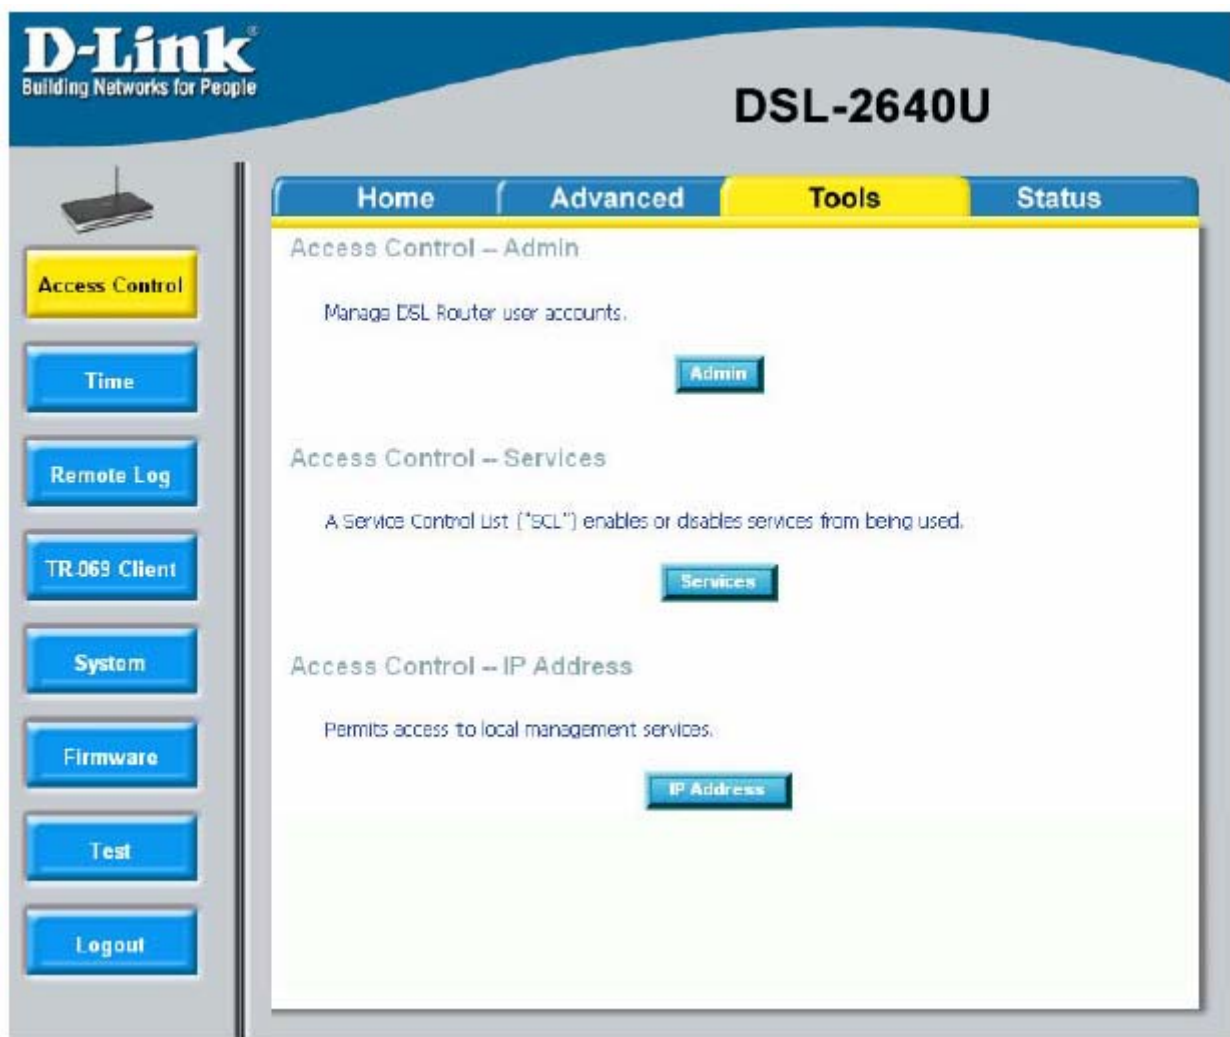 D-Link®
Building Networks for People
DSL-2640U
Home
Advanced
Tools
Status
Access Control
Time
Remote Log
TR-069 Client
System
Firmware
Test
Logout
Access Control -- Admin
Manage DSL Router user accounts.
Admin
Access Control -- Services
A Service Control List ("SCL") enables or disables services from being used.
Services
Access Control -- IP Address
Permits access to local management services.
IP Address